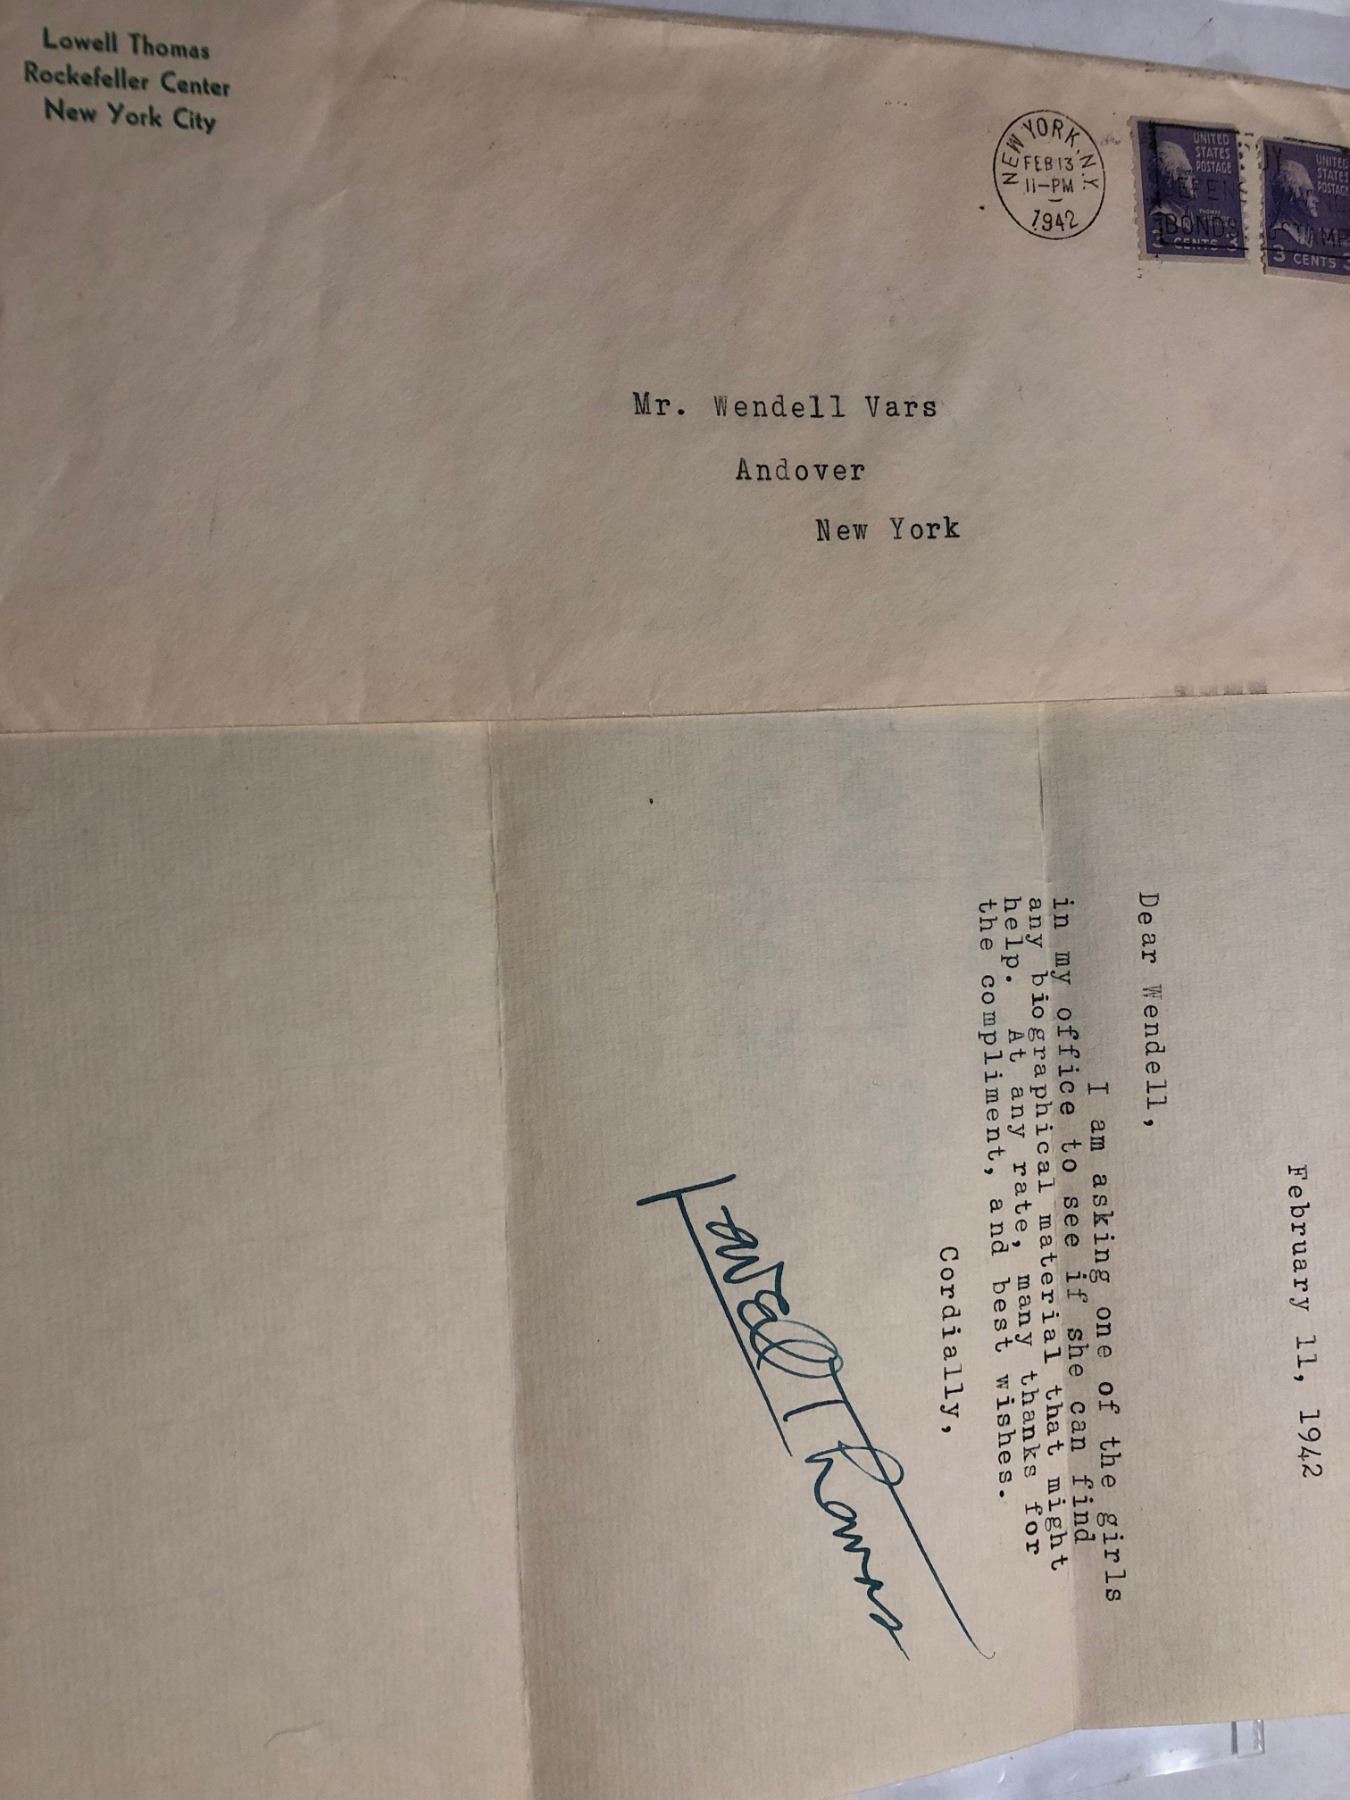 Lowell Thomas
Rockefeller Center
New York City
NEW YORK, N.Y.
FEB 13
11-PM
1942
UNITED
STATES
POSTAGE
BONDS
3 CENTS 3
UNITED
STATES
POSTAGE
3 CENTS 3
Mr. Wendell Vars
Andover
New York
February 11, 1942
Dear Wendell,
I am asking one of the girls
in my office to see if she can find
any biographical material that might
help. At any rate, many thanks for
the compliment, and best wishes.
Cordially,
Lowell Thomas